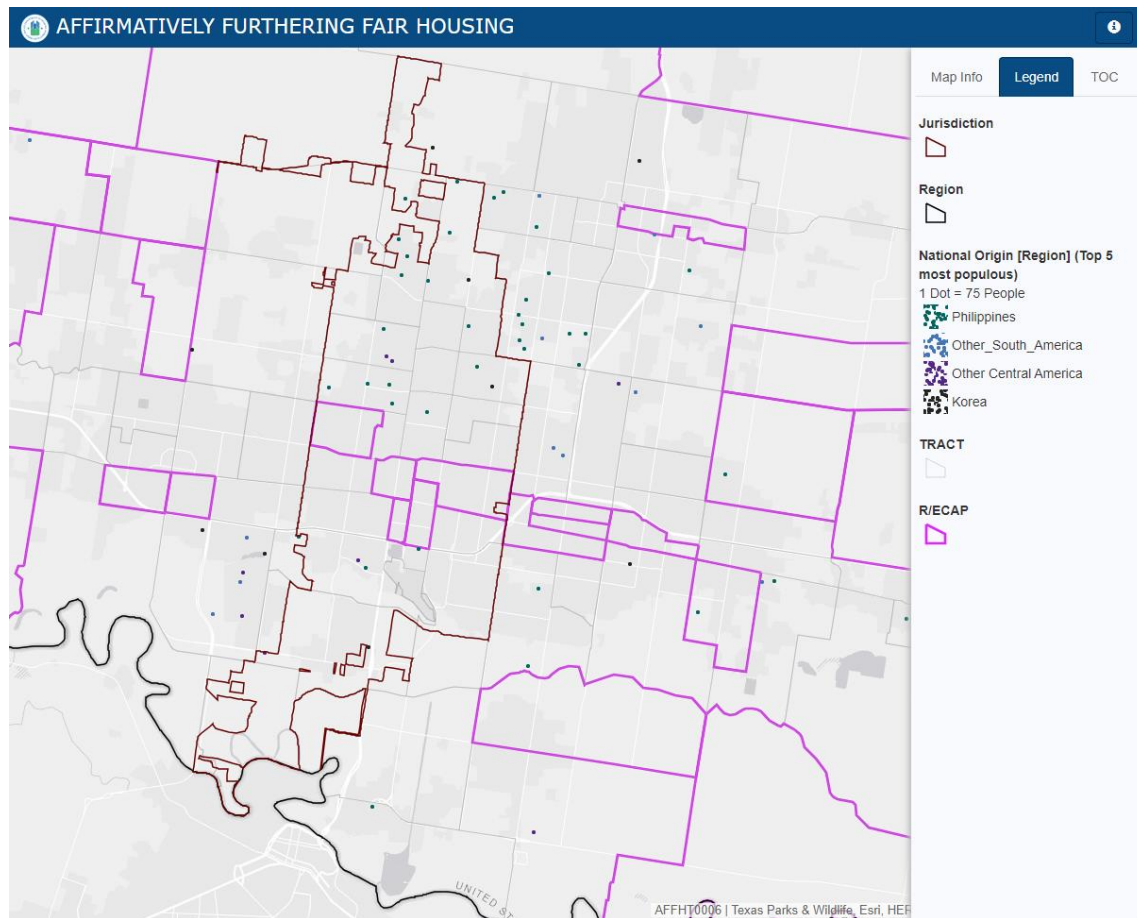 AFFIRMATIVELY FURTHERING FAIR HOUSING
Map Info
Legend
TOC
Jurisdiction
Region
National Origin [Region] (Top 5
most populous)
1 Dot = 75 People
Philippines
Other_South_America
Other Central America
Korea
TRACT
R/ECAP
UNITED ST
AFFHT0006 | Texas Parks & Wildlife, Esri, HER